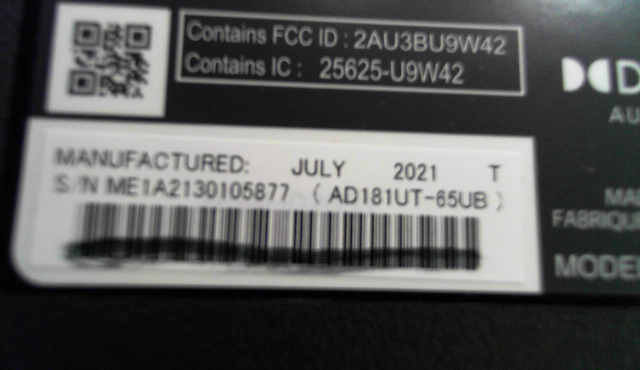 Contains FCC ID : 2AU3BU9W42
Contains IC : 25625-U9W42
MANUFACTURED: JULY 2021 T
S/N ME1A2130105877 ( AD181UT-65UB )
AU
MA
FABRIQU
MODE